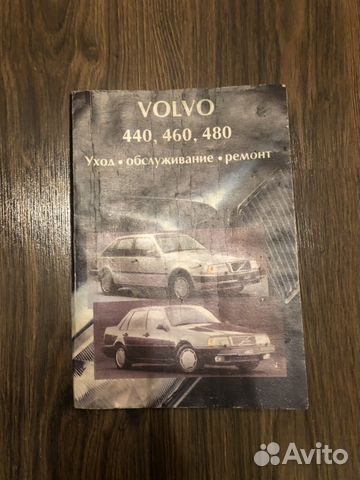 VOLVO
440, 460, 480
Уход • обслуживание • ремонт
Avito